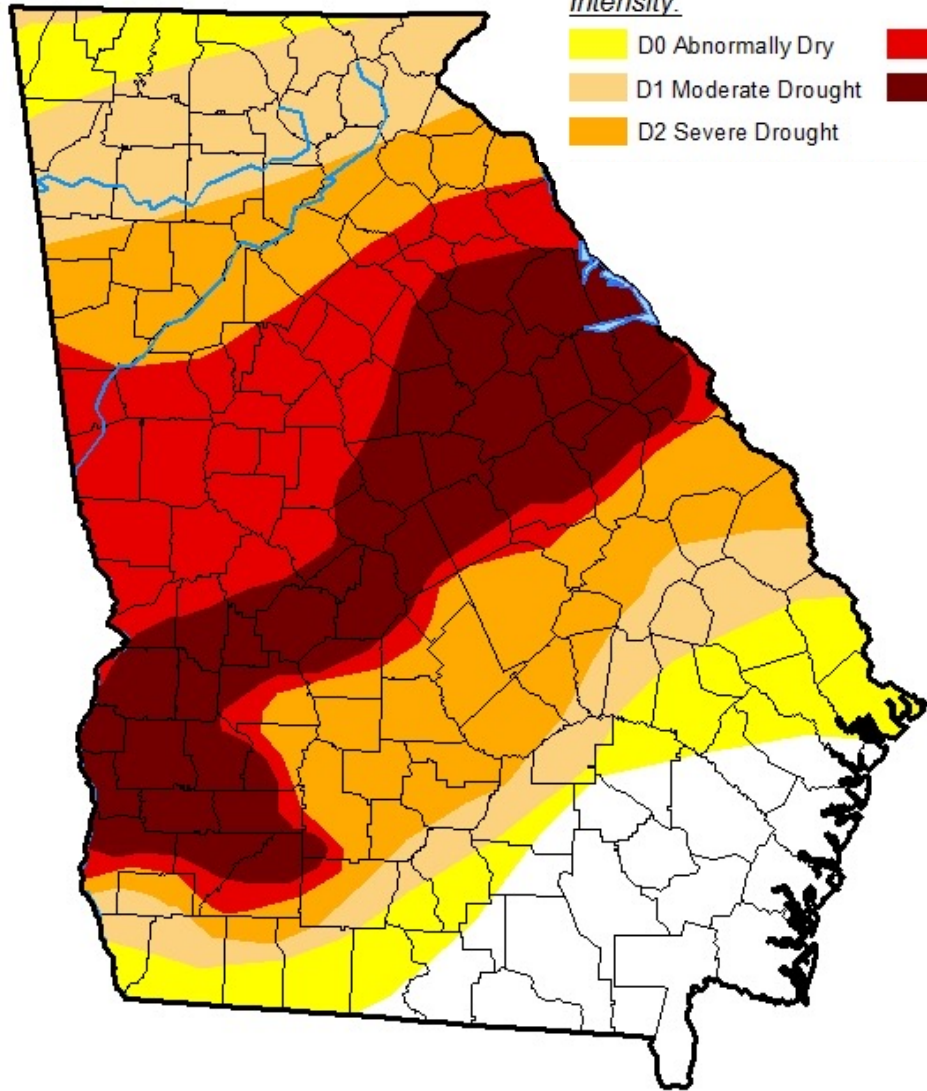 Intensity:
D0 Abnormally Dry
D1 Moderate Drought
D2 Severe Drought